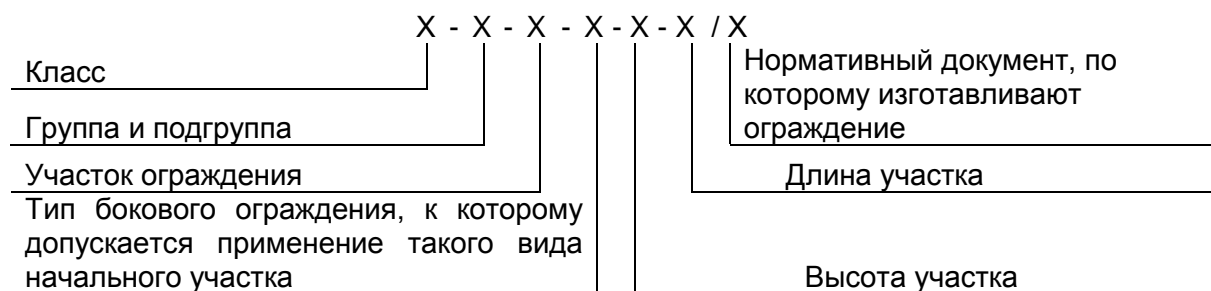 X - X - X - X - X - X / X
Класс
Нормативный документ, по
которому изготавливают
ограждение
Группа и подгруппа
Участок ограждения
Длина участка
Тип бокового ограждения, к которому
допускается применение такого вида
начального участка
Высота участка